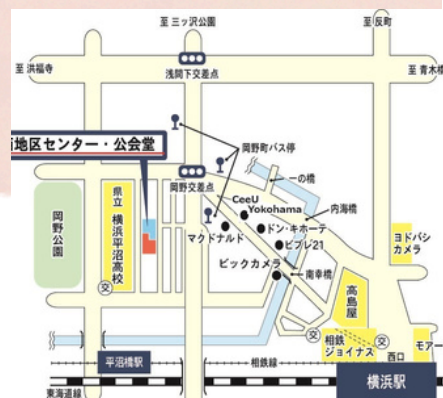 至 三ッ沢公園
至 反町
至 洪福寺
浅間下交差点
至 青木橋
地区センター・公会堂
岡野町バス停
一の橋
岡野交差点
CeeU
Yokohama
内海橋
県立 横浜平沼高校
岡野公園
マクドナルド
ドン・キホーテ
ビブレ21
ヨドバシ
カメラ
ビックカメラ
南幸橋
高島屋
交
交
交
相鉄
ジョイナス
モアー
西口
平沼橋駅
相鉄線
横浜駅
東海道線